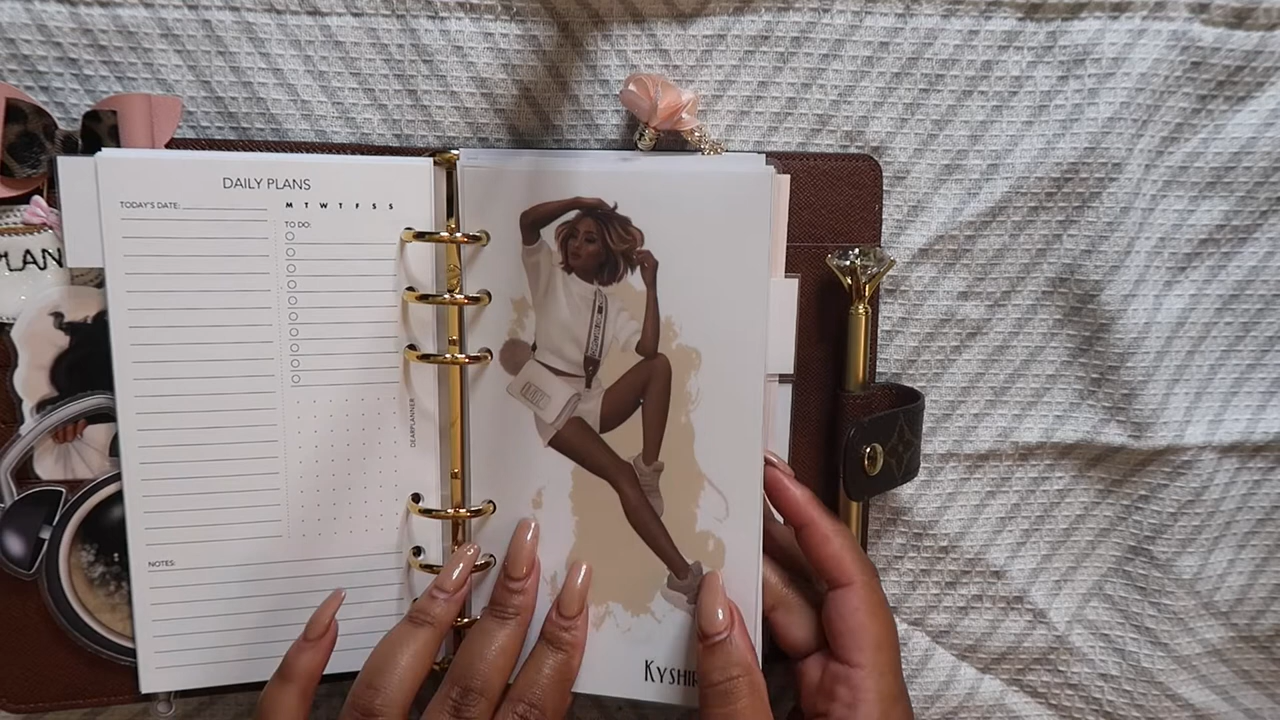 PLAN
DAILY PLANS
TODAY'S DATE:
M T W T F S S
TO DO:
DEARPLANNER
NOTES: